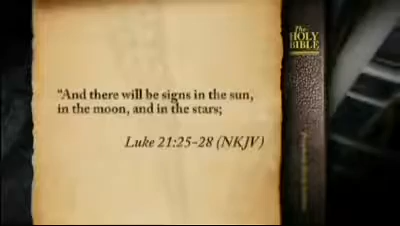 "And there will be signs in the sun,
in the moon, and in the stars;
Luke 21:25-28 (NKJV)
The
HOLY
BIBLE